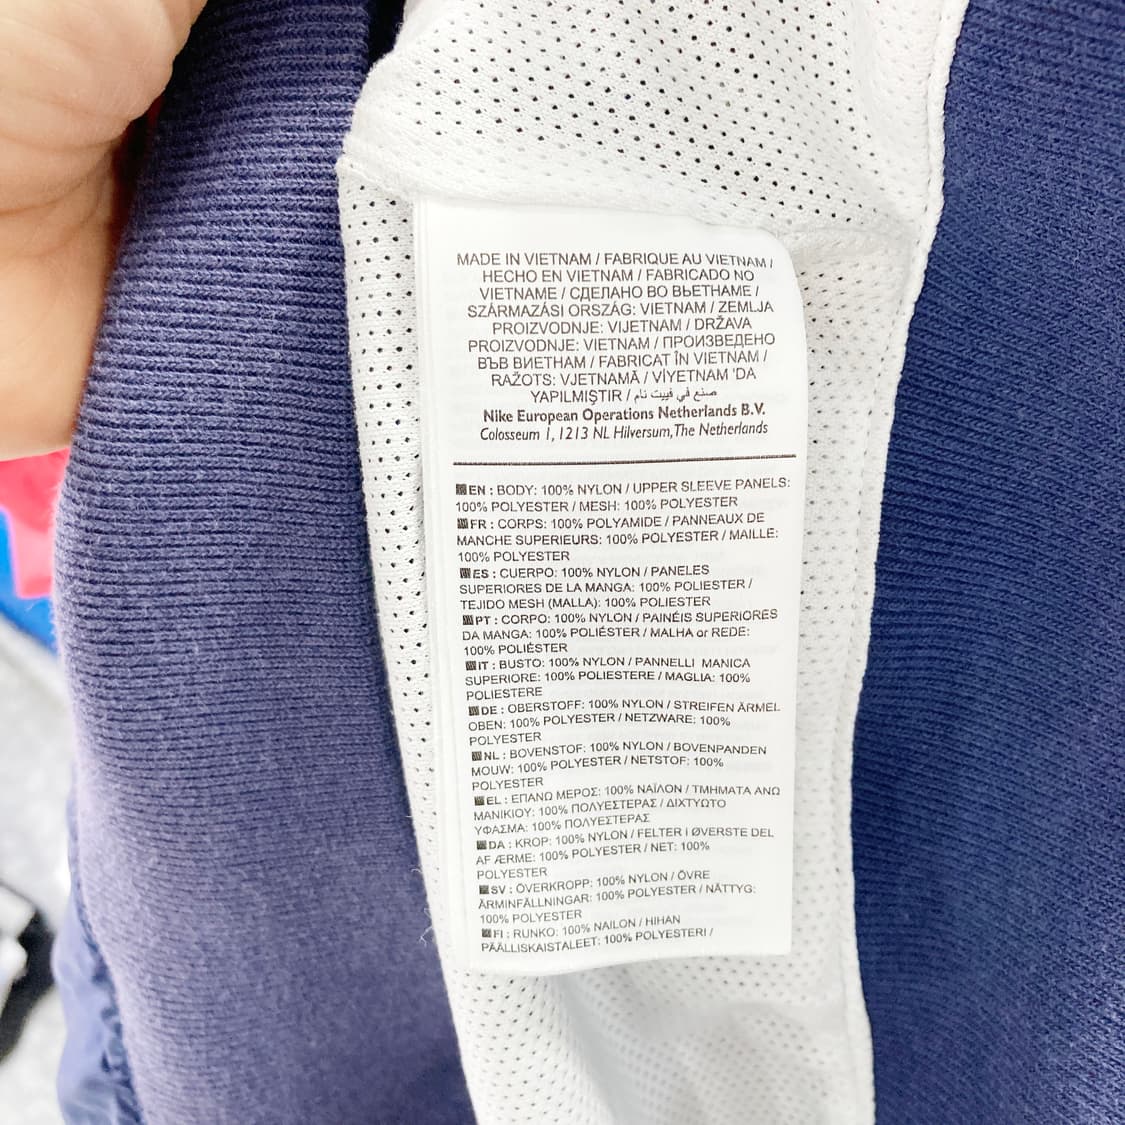 MADE IN VIETNAM / FABRIQUE AU VIETNAM /
HECHO EN VIETNAM / FABRICADO NO
VIETNAME / СДЕЛАНО ВО ВЬЕТНАМЕ /
SZÁRMAZÁSI ORSZÁG: VIETNAM / ZEMLJA
PROIZVODNJE: VIJETNAM / DRŽAVA
PROIZVODNJE: VIETNAM / ПРОИЗВЕДЕНО
ВЪВ ВИЕТНАМ / FABRICAT ÎN VIETNAM /
RAŽOTS: VJETNAMĀ / VİYETNAM 'DA
YAPILMIŞTIR / صنع في فييت نام
Nike European Operations Netherlands B.V.
Colosseum 1, 1213 NL Hilversum, The Netherlands
EN : BODY: 100% NYLON / UPPER SLEEVE PANELS:
100% POLYESTER / MESH: 100% POLYESTER
FR : CORPS: 100% POLYAMIDE / PANNEAUX DE
MANCHE SUPERIEURS: 100% POLYESTER / MAILLE:
100% POLYESTER
ES : CUERPO: 100% NYLON / PANELES
SUPERIORES DE LA MANGA: 100% POLIESTER /
TEJIDO MESH (MALLA): 100% POLIESTER
PT : CORPO: 100% NYLON / PAINÉIS SUPERIORES
DA MANGA: 100% POLIÉSTER / MALHA or REDE:
100% POLIÉSTER
IT : BUSTO: 100% NYLON / PANNELLI MANICA
SUPERIORE: 100% POLIESTERE / MAGLIA: 100%
POLIESTERE
DE : OBERSTOFF: 100% NYLON / STREIFEN ÄRMEL
OBEN: 100% POLYESTER / NETZWARE: 100%
POLYESTER
NL : BOVENSTOF: 100% NYLON / BOVENPANDEN
MOUW: 100% POLYESTER / NETSTOF: 100%
POLYESTER
EL : ΕΠΑΝΩ ΜΕΡΟΣ: 100% ΝΑΪΛΟΝ / ΤΜΗΜΑΤΑ ΑΝΩ
ΜΑΝΙΚΙΟΥ: 100% ΠΟΛΥΕΣΤΕΡΑΣ / ΔΙΧΤΥΩΤΟ
ΥΦΑΣΜΑ: 100% ΠΟΛΥΕΣΤΕΡΑΣ
DA : KROP: 100% NYLON / FELTER I ØVERSTE DEL
AF ÆRME: 100% POLYESTER / NET: 100%
POLYESTER
SV : ÖVERKROPP: 100% NYLON / ÖVRE
ÄRMINFÄLLNINGAR: 100% POLYESTER / NÄTTYG:
100% POLYESTER
FI : RUNKO: 100% NAILON / HIHAN
PÄÄLLISKAISTALEET: 100% POLYESTERI /